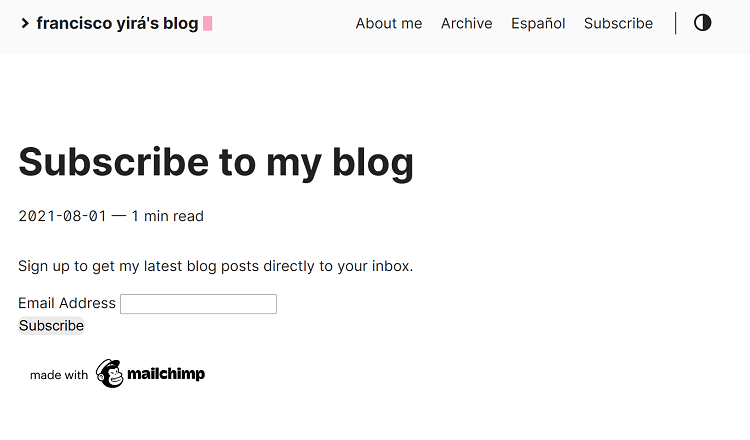 francisco yirá's blog
About me Archive Español Subscribe
Subscribe to my blog
2021-08-01 — 1 min read
Sign up to get my latest blog posts directly to your inbox.
Email Address
Subscribe
made with mailchimp